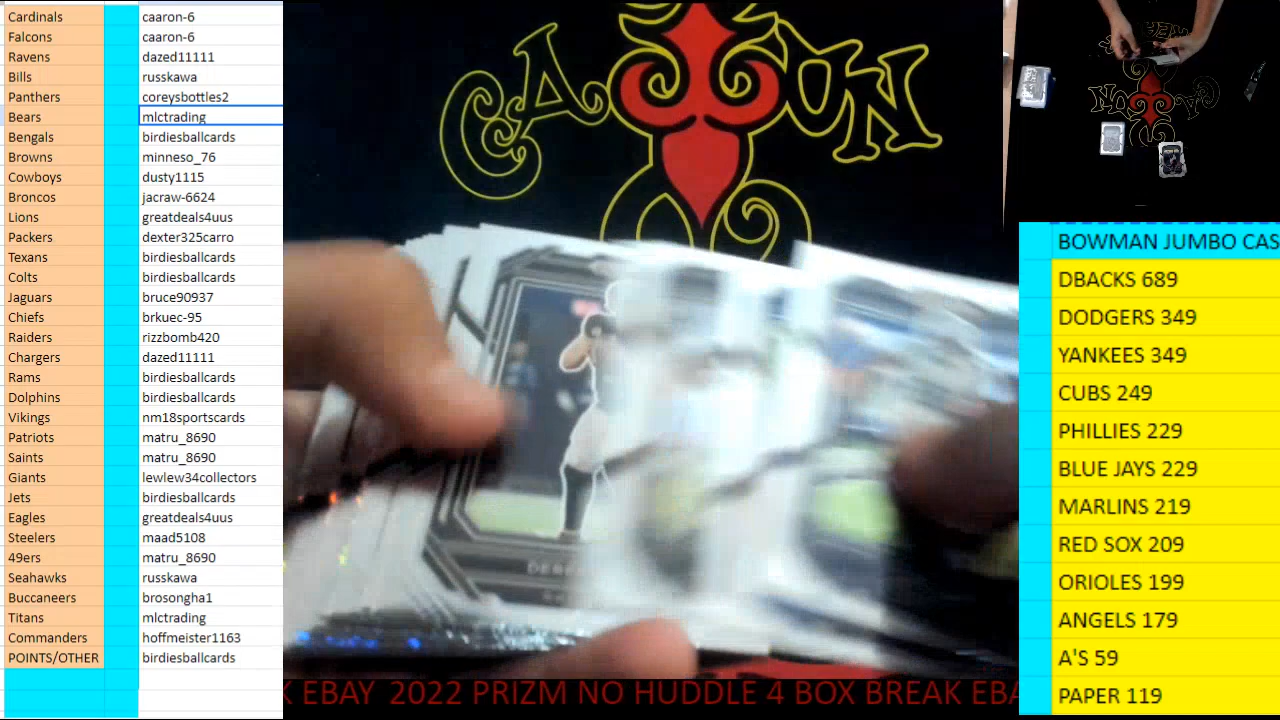 Cardinals caaron-6
Falcons caaron-6
Ravens dazed11111
Bills russkawa
Panthers coreysbottles2
Bears mlctrading
Bengals birdiesballcards
Browns minneso_76
Cowboys dusty1115
Broncos jacraw-6624
Lions greatdeals4uus
Packers dexter325carro
Texans birdiesballcards
Colts birdiesballcards
Jaguars bruce90937
Chiefs brkuec-95
Raiders rizzbomb420
Chargers dazed11111
Rams birdiesballcards
Dolphins birdiesballcards
Vikings nm18sportscards
Patriots matru_8690
Saints matru_8690
Giants lewlew34collectors
Jets birdiesballcards
Eagles greatdeals4uus
Steelers maad5108
49ers matru_8690
Seahawks russkawa
Buccaneers brosongha1
Titans mlctrading
Commanders hoffmeister1163
POINTS/OTHER birdiesballcards
K EBAY 2022 PRIZM NO HUDDLE 4 BOX BREAK EBA
BOWMAN JUMBO CAS
DBACKS 689
DODGERS 349
YANKEES 349
CUBS 249
PHILLIES 229
BLUE JAYS 229
MARLINS 219
RED SOX 209
ORIOLES 199
ANGELS 179
A'S 59
PAPER 119